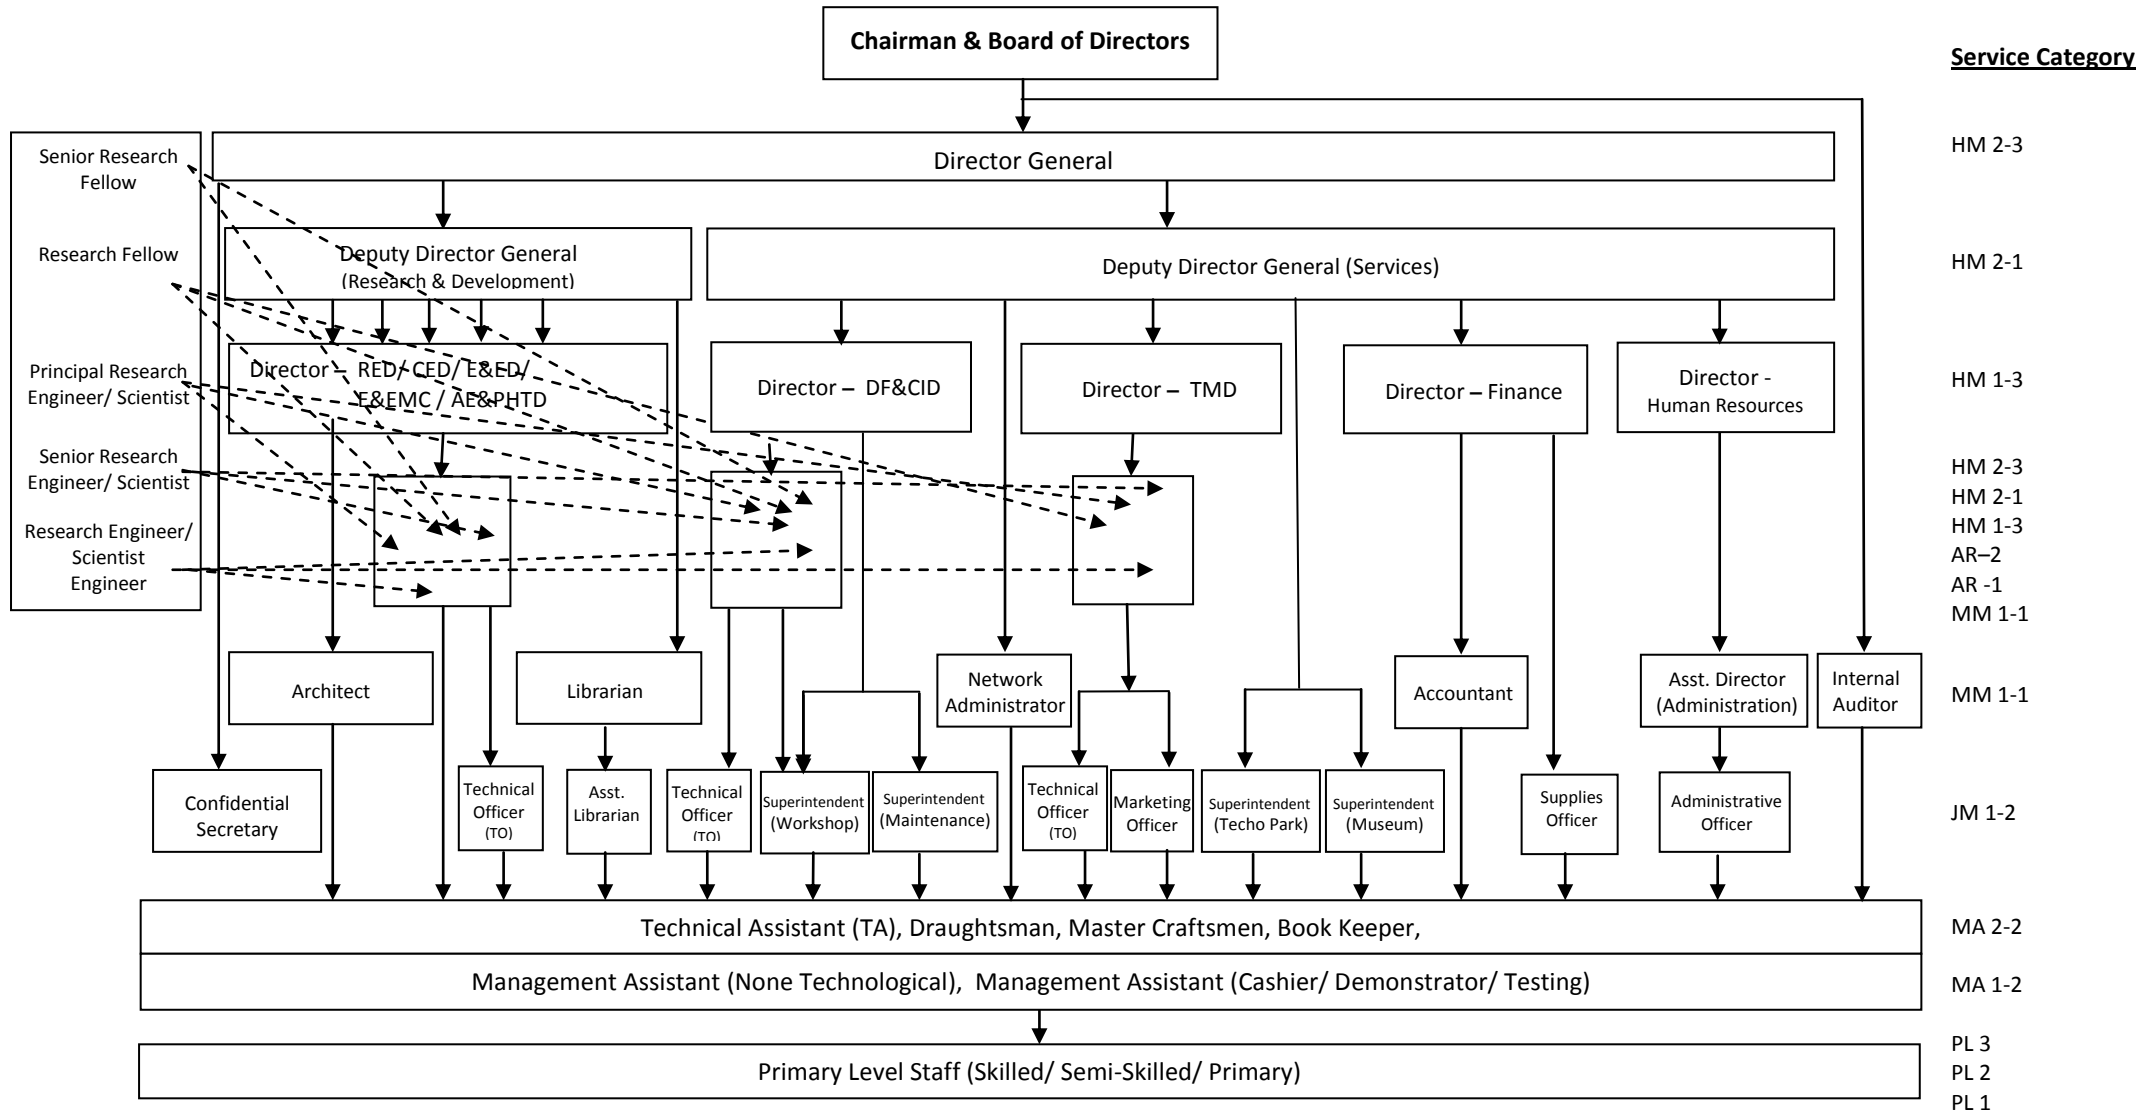 Chairman & Board of Directors
Service Category
Director General
HM 2-3
Senior Research
Fellow
Research Fellow
Principal Research
Engineer/ Scientist
Senior Research
Engineer/ Scientist
Research Engineer/
Scientist
Engineer
Deputy Director General
(Research & Development)
Deputy Director General (Services)
HM 2-1
Director – RED/ CED/ E&ED/
E&EMC / AE&PHTD
Director – DF&CID
Director – TMD
Director – Finance
Director -
Human Resources
HM 1-3
HM 2-3
HM 2-1
HM 1-3
AR–2
AR -1
MM 1-1
Architect
Librarian
Network
Administrator
Accountant
Asst. Director
(Administration)
Internal
Auditor
MM 1-1
Confidential
Secretary
Technical
Officer
(TO)
Asst.
Librarian
Technical
Officer
(TO)
Superintendent
(Workshop)
Superintendent
(Maintenance)
Technical
Officer
(TO)
Marketing
Officer
Superintendent
(Techo Park)
Superintendent
(Museum)
Supplies
Officer
Administrative
Officer
JM 1-2
Technical Assistant (TA), Draughtsman, Master Craftsmen, Book Keeper,
MA 2-2
Management Assistant (None Technological), Management Assistant (Cashier/ Demonstrator/ Testing)
MA 1-2
Primary Level Staff (Skilled/ Semi-Skilled/ Primary)
PL 3
PL 2
PL 1